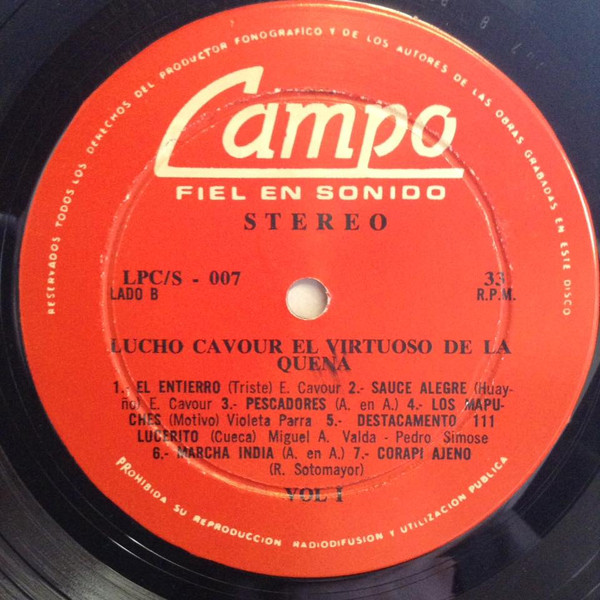 RESERVADOS TODOS LOS DERECHOS DEL PRODUCTOR FONOGRAFICO Y DE LOS AUTORES DE LAS OBRAS GRABADAS EN ESTE DISCO
Campo
FIEL EN SONIDO
STEREO
LPC/S - 007
LADO B
33
R.P.M.
LUCHO CAVOUR EL VIRTUOSO DE LA
QUENA
1.- EL ENTIERRO (Triste) E. Cavour 2.- SAUCE ALEGRE (Huay-
ño) E. Cavour 3.- PESCADORES (A. en A.) 4.- LOS MAPU-
CHES (Motivo) Violeta Parra 5.- DESTACAMENTO 111
LUCERITO (Cueca) Miguel A. Valda - Pedro Simose
6.- MARCHA INDIA (A. en A.) 7.- CORAPI AJENO
(R. Sotomayor)
VOL I
PROHIBIDA SU REPRODUCCION RADIODIFUSION Y UTILIZACION PUBLICA